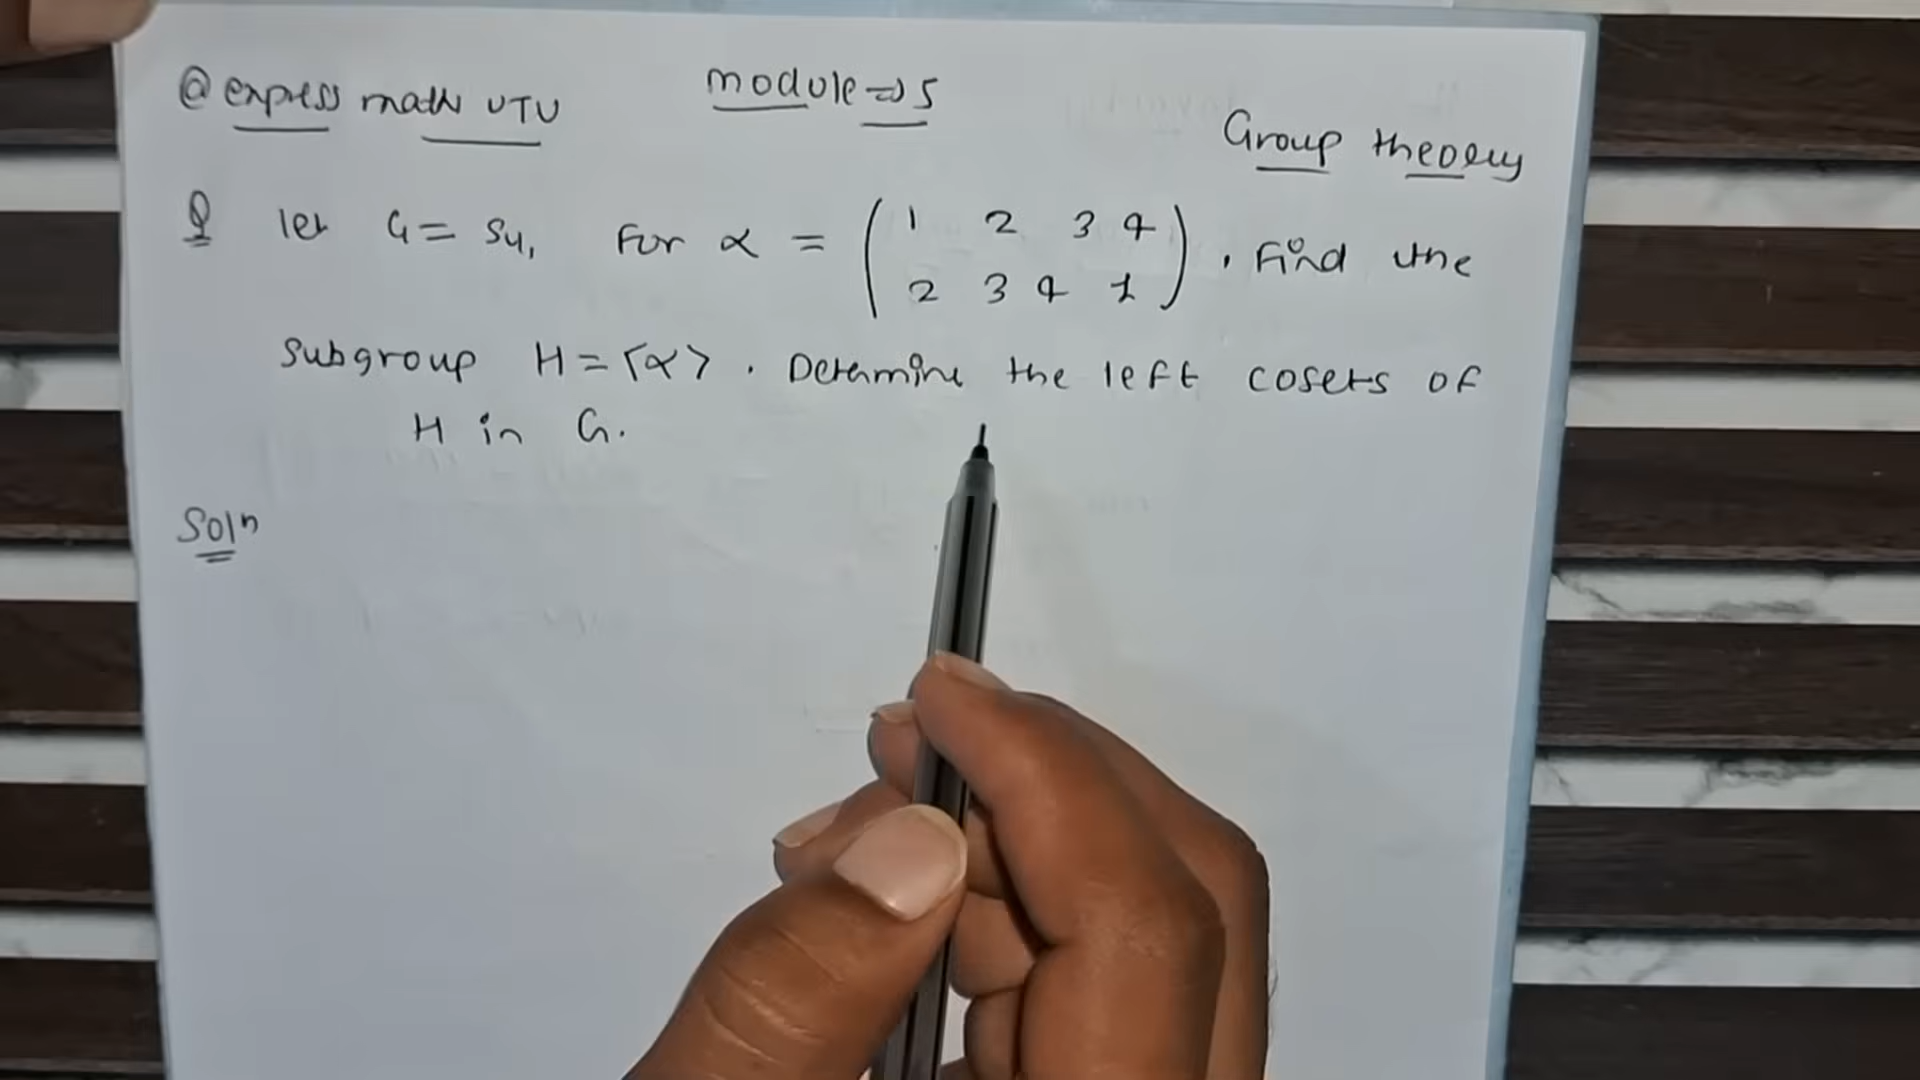 @ express math VTU
module => 5
Group theory
Q let G = S4, For α = ( 1 2 3 4 ) . Find the
2 3 4 1
subgroup H = <α> . Determine the left cosets of
H in G.
Soln